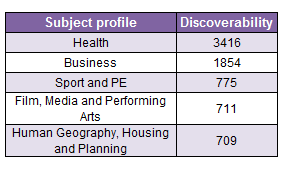 Subject profile Discoverability
Health 3416
Business 1854
Sport and PE 775
Film, Media and Performing
Arts 711
Human Geography, Housing
and Planning 709